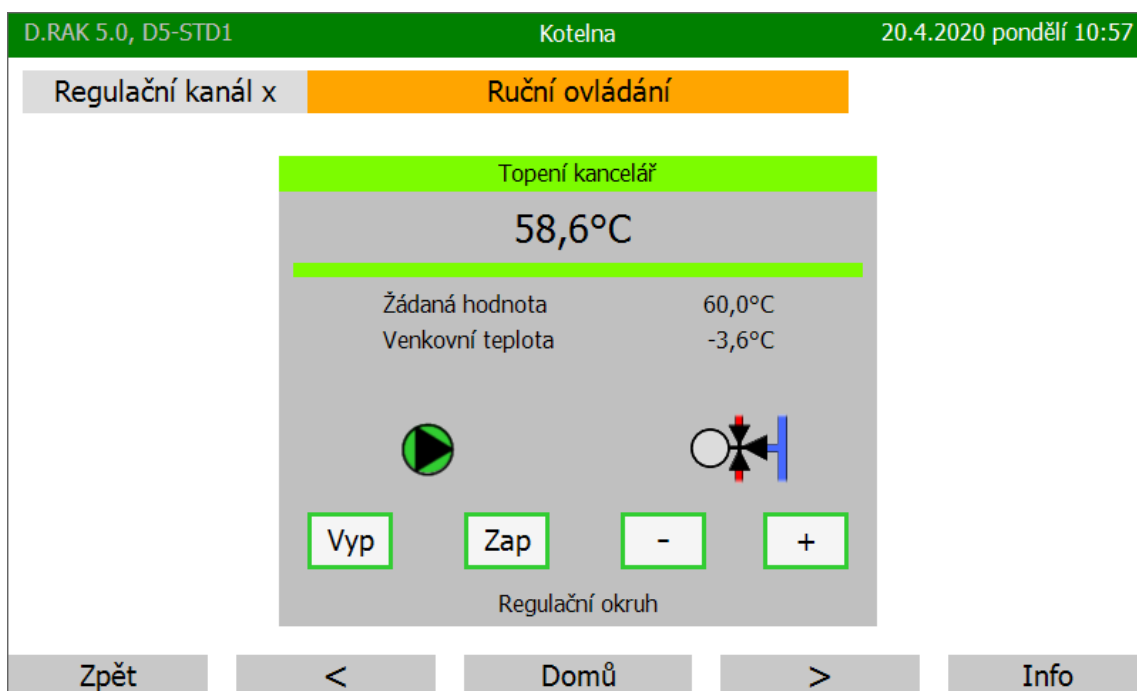 D.RAK 5.0, D5-STD1 Kotelna 20.4.2020 pondělí 10:57
Regulační kanál x Ruční ovládání
Topení kancelář
58,6°C
Žádaná hodnota 60,0°C
Venkovní teplota -3,6°C
Vyp Zap - +
Regulační okruh
Zpět < Domů > Info